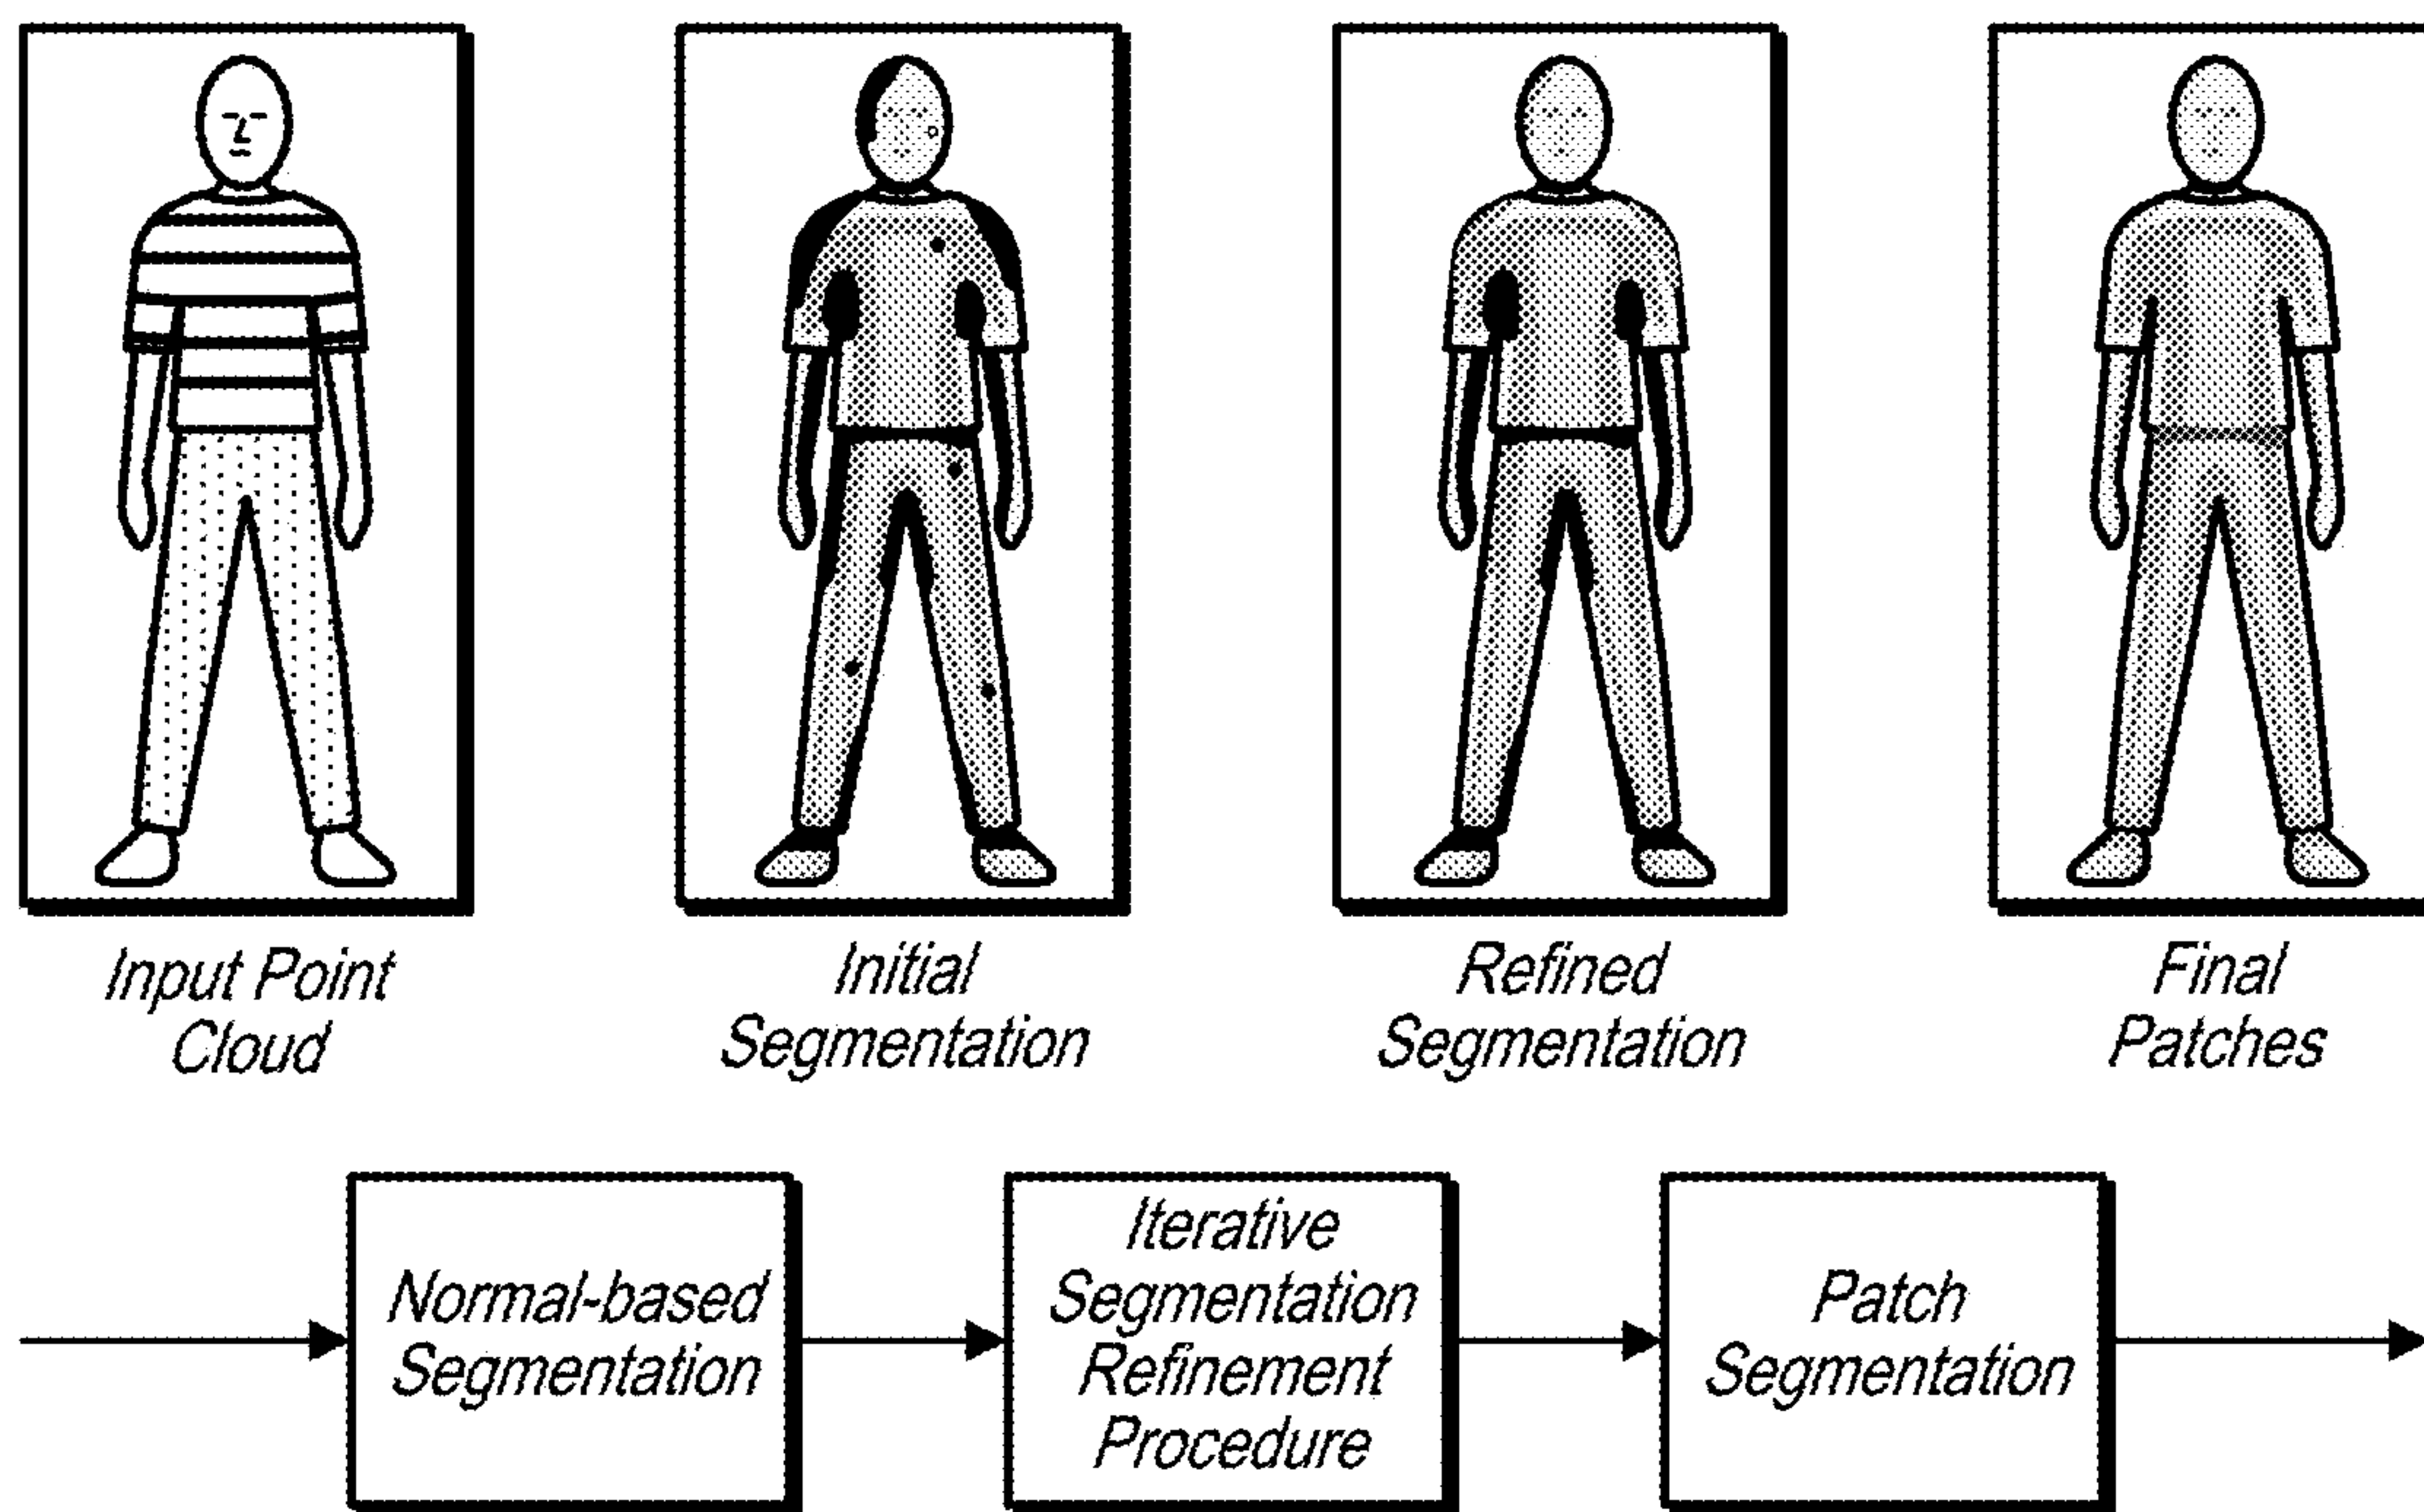 Input Point
Cloud
Initial
Segmentation
Refined
Segmentation
Final
Patches
Normal-based
Segmentation
Iterative
Segmentation
Refinement
Procedure
Patch
Segmentation